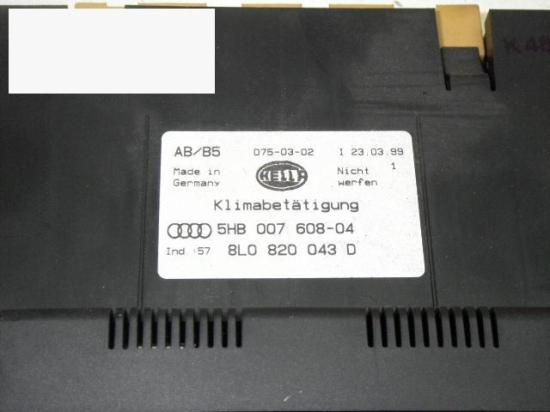 K 48
AB/B5 075-03-02 I 23.03.99
Made in Germany HELLA Nicht werfen 1
Klimabetätigung
5HB 007 608-04
Ind. :57 8L0 820 043 D